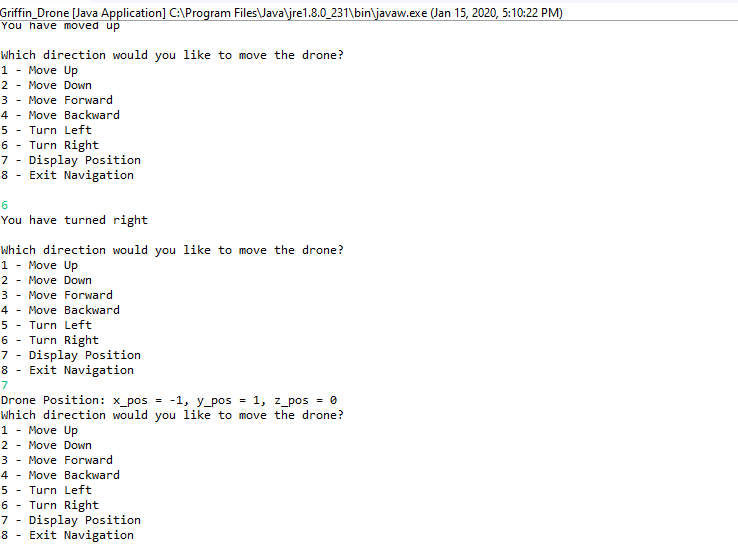 Griffin_Drone [Java Application] C:\Program Files\Java\jre1.8.0_231\bin\javaw.exe (Jan 15, 2020, 5:10:22 PM)
You have moved up
Which direction would you like to move the drone?
1 - Move Up
2 - Move Down
3 - Move Forward
4 - Move Backward
5 - Turn Left
6 - Turn Right
7 - Display Position
8 - Exit Navigation
6
You have turned right
Which direction would you like to move the drone?
1 - Move Up
2 - Move Down
3 - Move Forward
4 - Move Backward
5 - Turn Left
6 - Turn Right
7 - Display Position
8 - Exit Navigation
7
Drone Position: x_pos = -1, y_pos = 1, z_pos = 0
Which direction would you like to move the drone?
1 - Move Up
2 - Move Down
3 - Move Forward
4 - Move Backward
5 - Turn Left
6 - Turn Right
7 - Display Position
8 - Exit Navigation